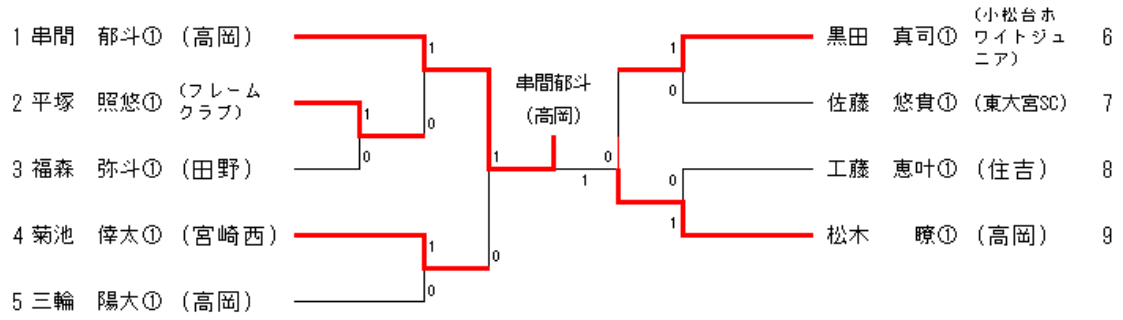 1 串間 郁斗① (高岡)
2 平塚 照悠① (フレーム
クラブ)
3 福森 弥斗① (田野)
4 菊池 倖太① (宮崎西)
5 三輪 陽大① (高岡)
1
1
0
0
1
0
1
0
串間郁斗
(高岡)
1
0
1
0
0
1
黒田 真司① (小松台ホ
ワイトジュ
ニア) 6
佐藤 悠貴① (東大宮SC) 7
工藤 恵叶① (住吉) 8
松木 暸① (高岡) 9